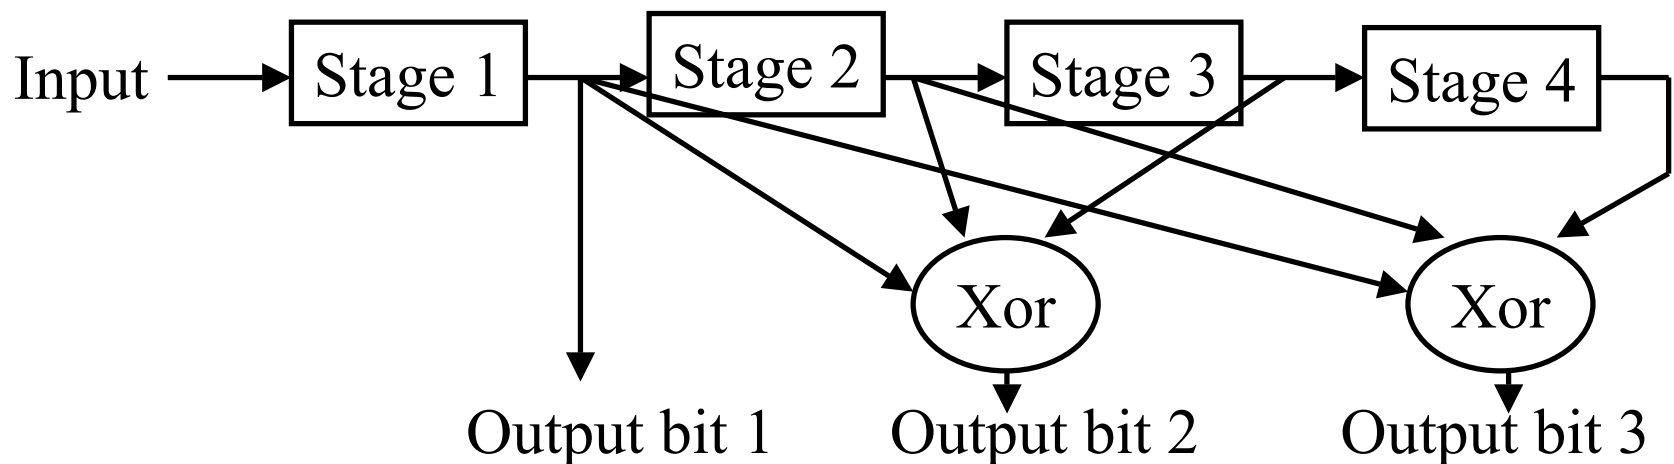 Input
Stage 1
Stage 2
Stage 3
Stage 4
Xor
Xor
Output bit 1
Output bit 2
Output bit 3